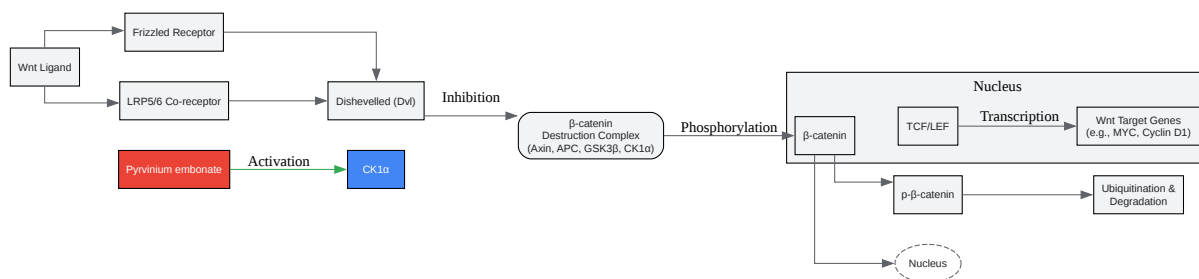 Wnt Ligand
Frizzled Receptor
LRP5/6 Co-receptor
Dishevelled (Dvl)
Inhibition
Pyrvinium embonate
Activation
CK1α
β-catenin
Destruction Complex
(Axin, APC, GSK3β, CK1α)
Phosphorylation
Nucleus
β-catenin
TCF/LEF
Transcription
Wnt Target Genes
(e.g., MYC, Cyclin D1)
p-β-catenin
Ubiquitination &
Degradation
Nucleus